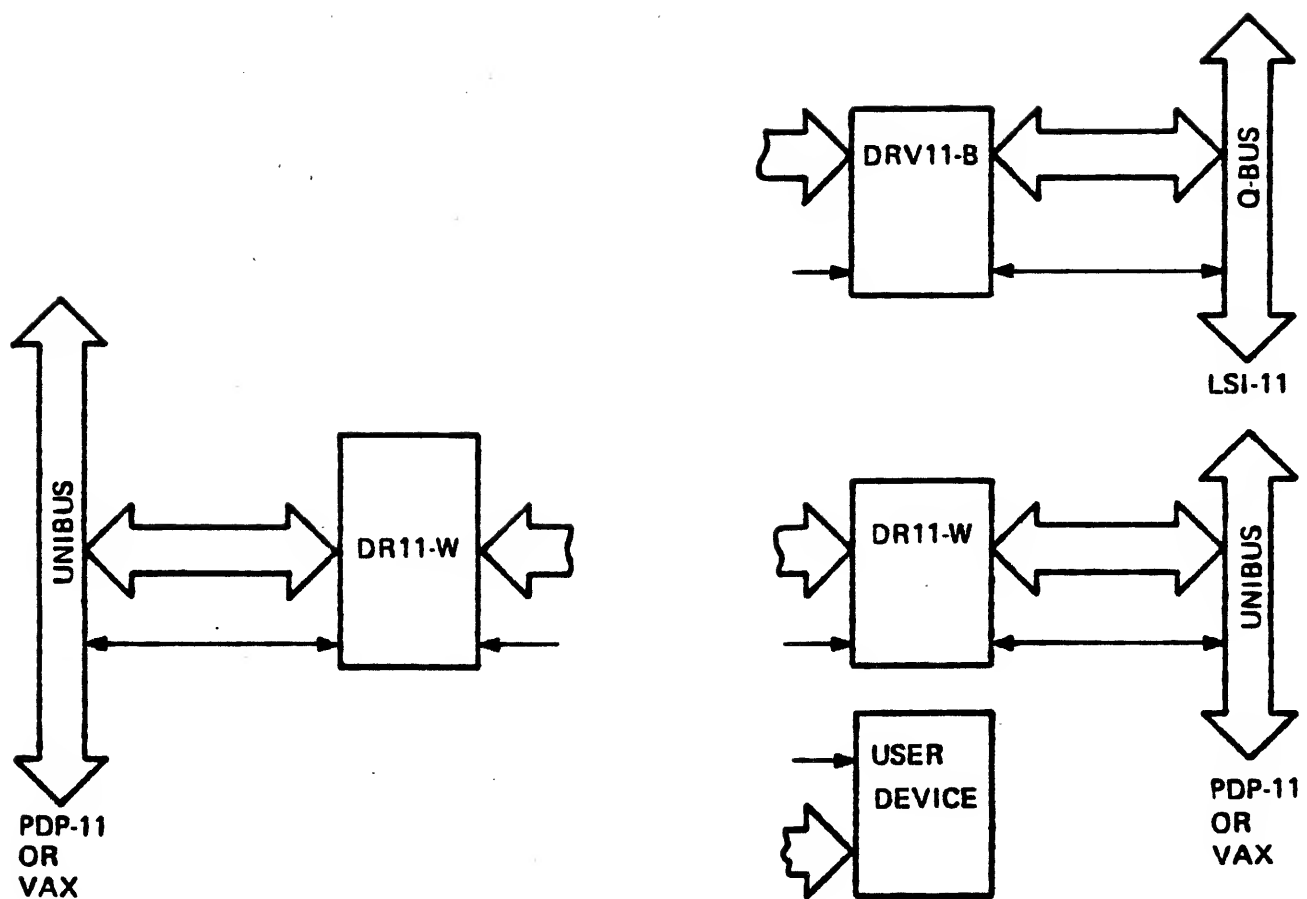 DRV11-B
Q-BUS
LSI-11
UNIBUS
DR11-W
PDP-11
OR
VAX
DR11-W
UNIBUS
USER
DEVICE
PDP-11
OR
VAX